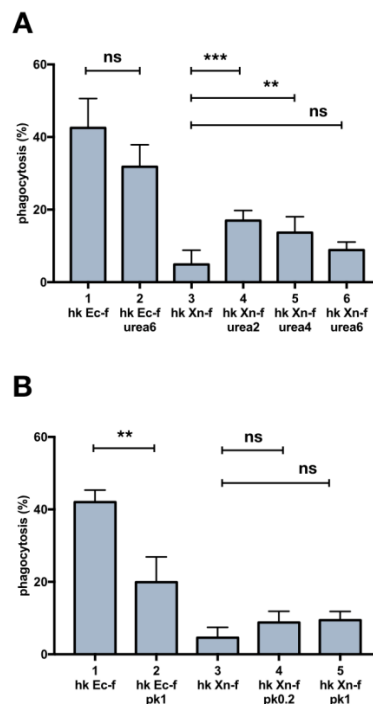 A
ns
***
**
ns
60
40
20
0
phagocytosis (%)
1 2 3 4 5 6
hk Ec-f hk Ec-f hk Xn-f hk Xn-f hk Xn-f hk Xn-f
urea6 urea2 urea4 urea6
B
**
ns
ns
60
40
20
0
phagocytosis (%)
1 2 3 4 5
hk Ec-f hk Ec-f hk Xn-f hk Xn-f hk Xn-f
pk1 pk0.2 pk1